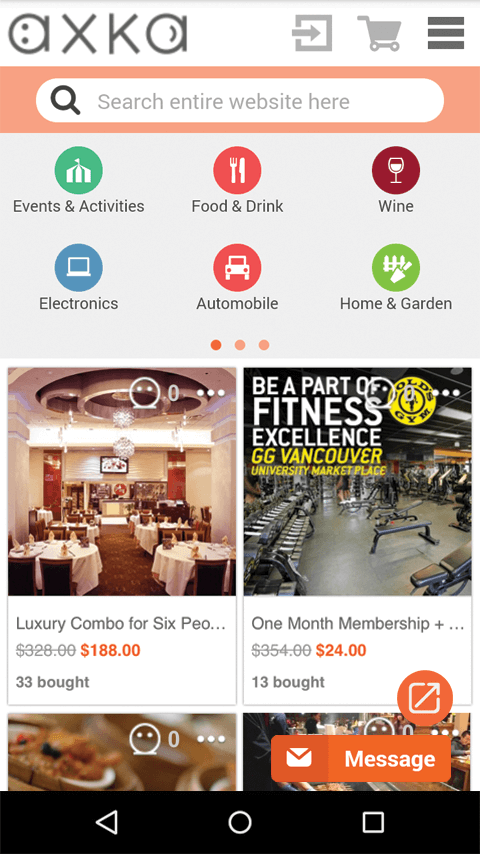 axka
Search entire website here
Events & Activities
Food & Drink
Wine
Electronics
Automobile
Home & Garden
0
BE A PART OF
FITNESS
EXCELLENCE
GG VANCOUVER
UNIVERSITY MARKET PLACE
GOLD'S
GYM
Luxury Combo for Six Peo...
$328.00 $188.00
33 bought
One Month Membership + ...
$354.00 $24.00
13 bought
0
0
Message